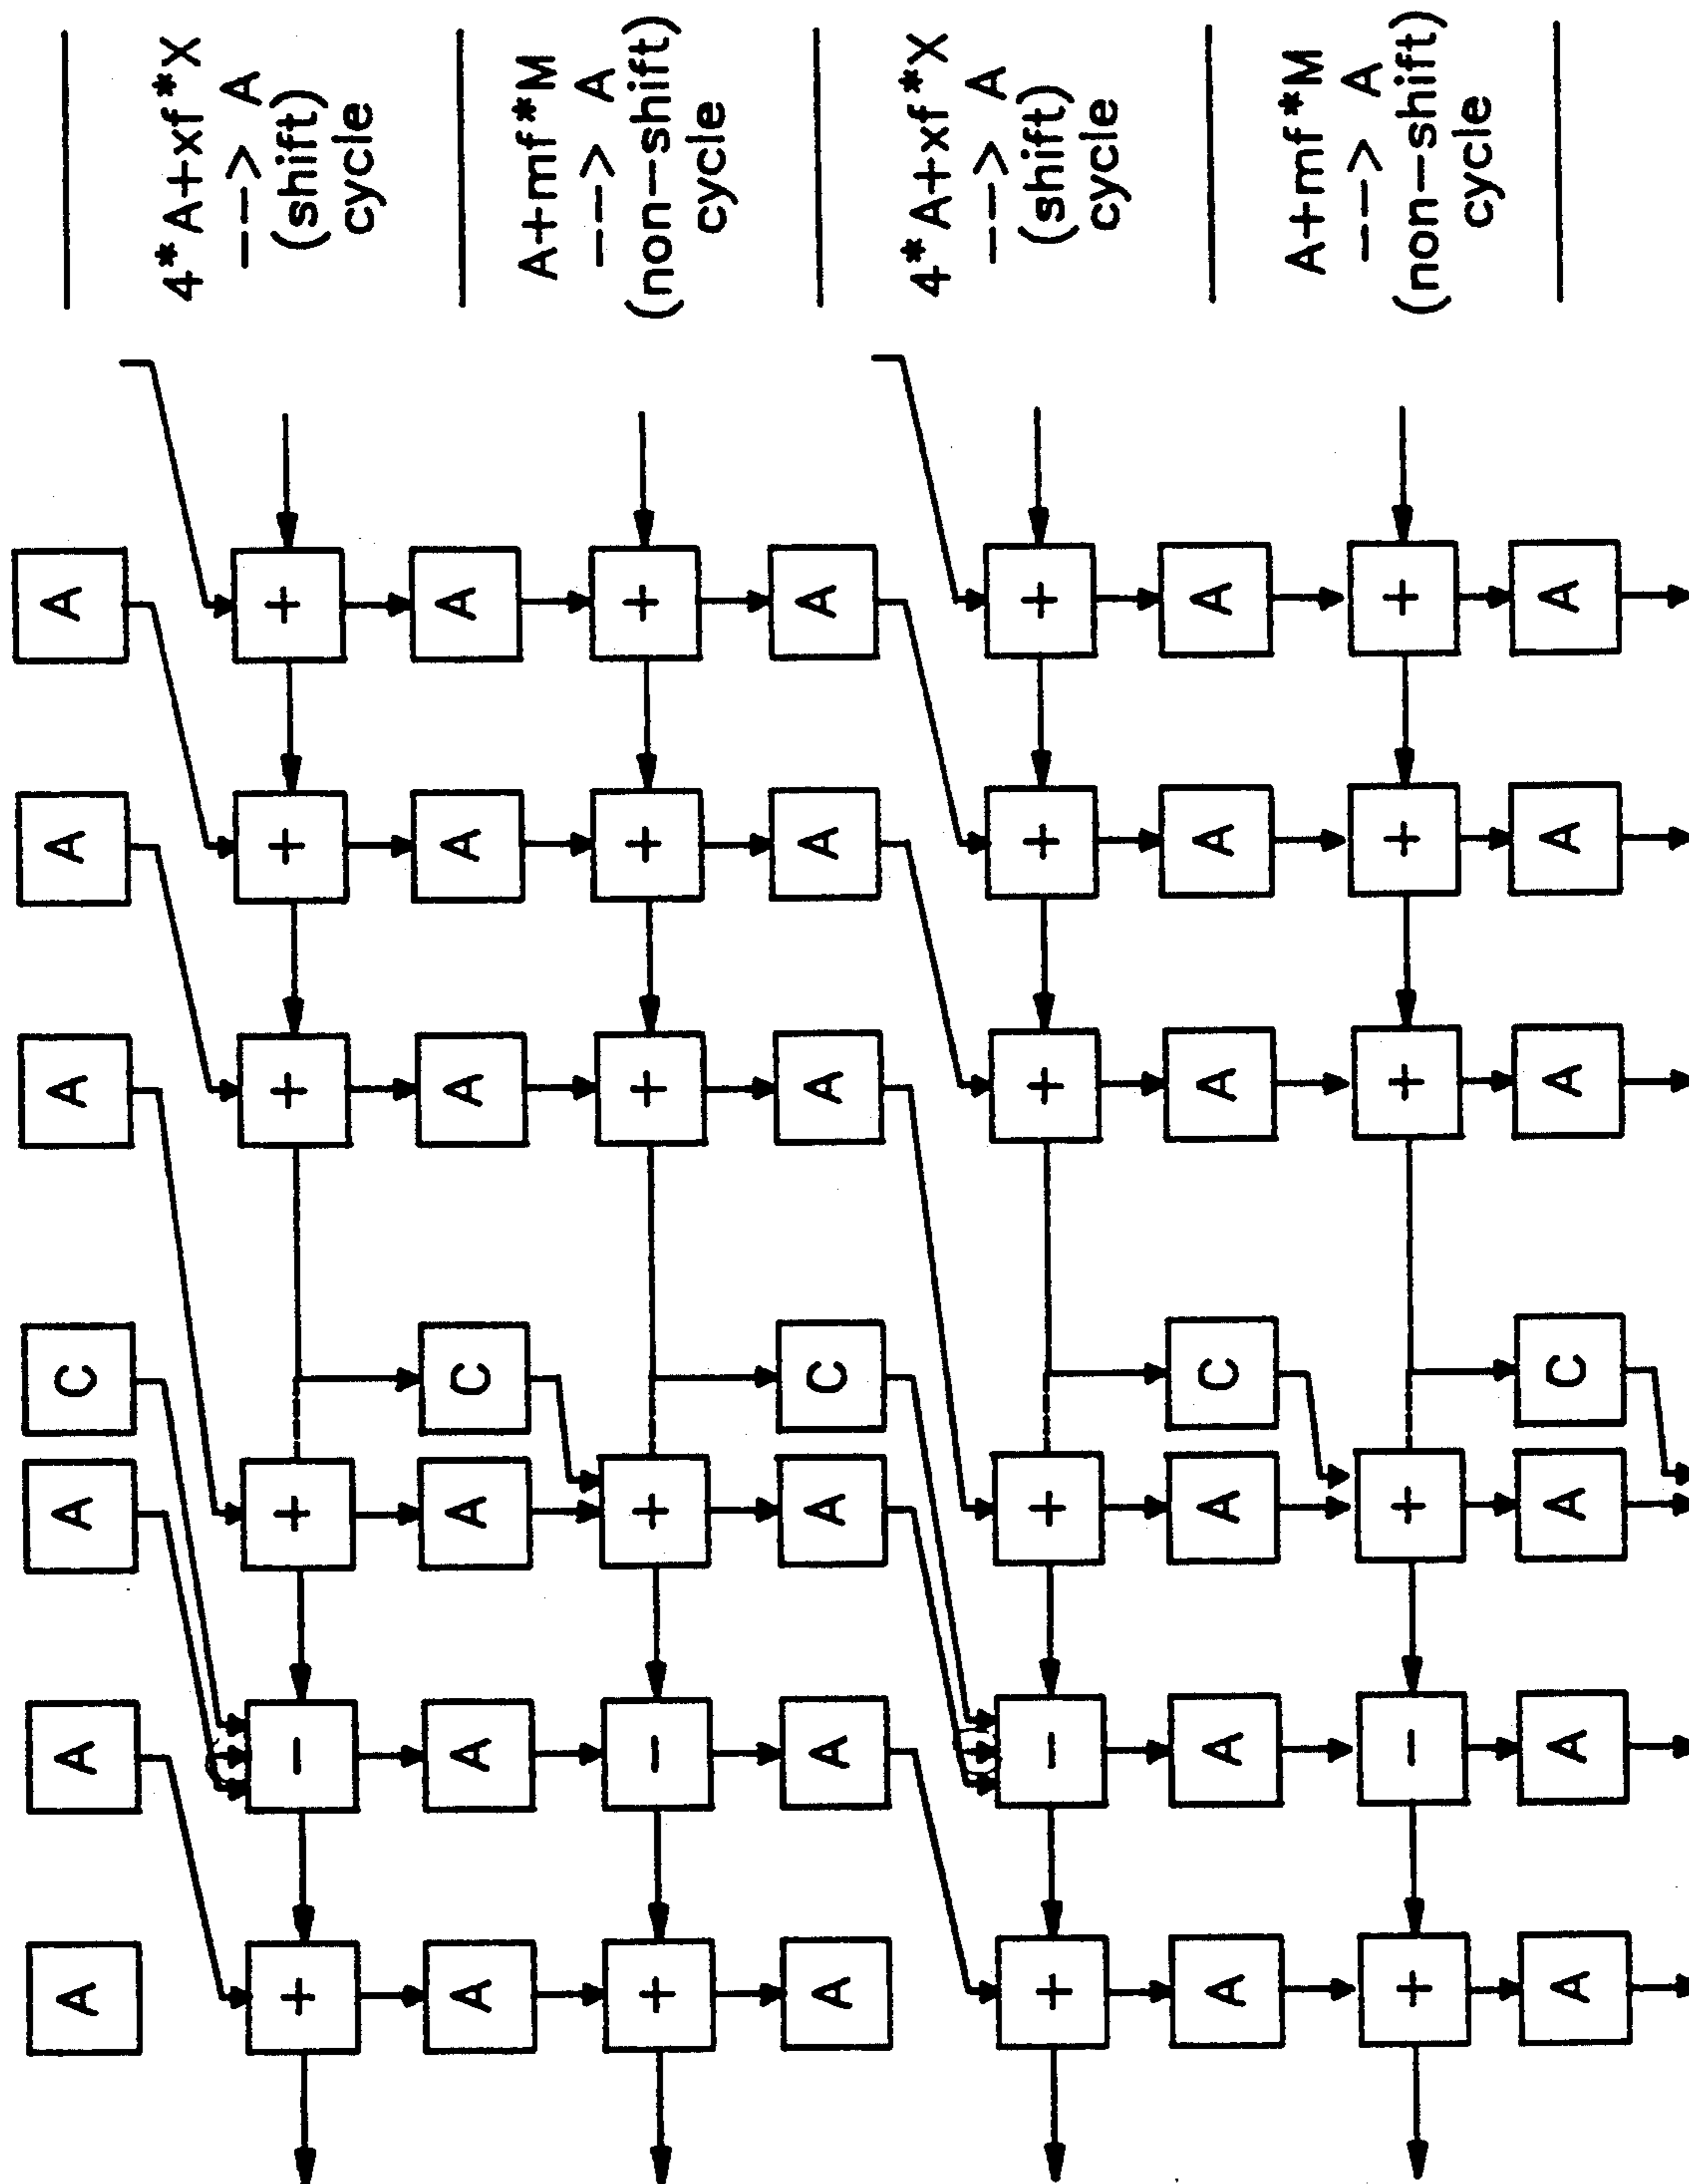 A A A C A A A
+ - + + + +
4*A+xf*X
--> A
(shift)
cycle
A A A C A A A
+ - + + + +
A+mf*M
--> A
(non-shift)
cycle
A A A C A A A
+ - + + + +
4*A+xf*X
--> A
(shift)
cycle
A A A C A A A
+ - + + + +
A+mf*M
--> A
(non-shift)
cycle
A A A C A A A